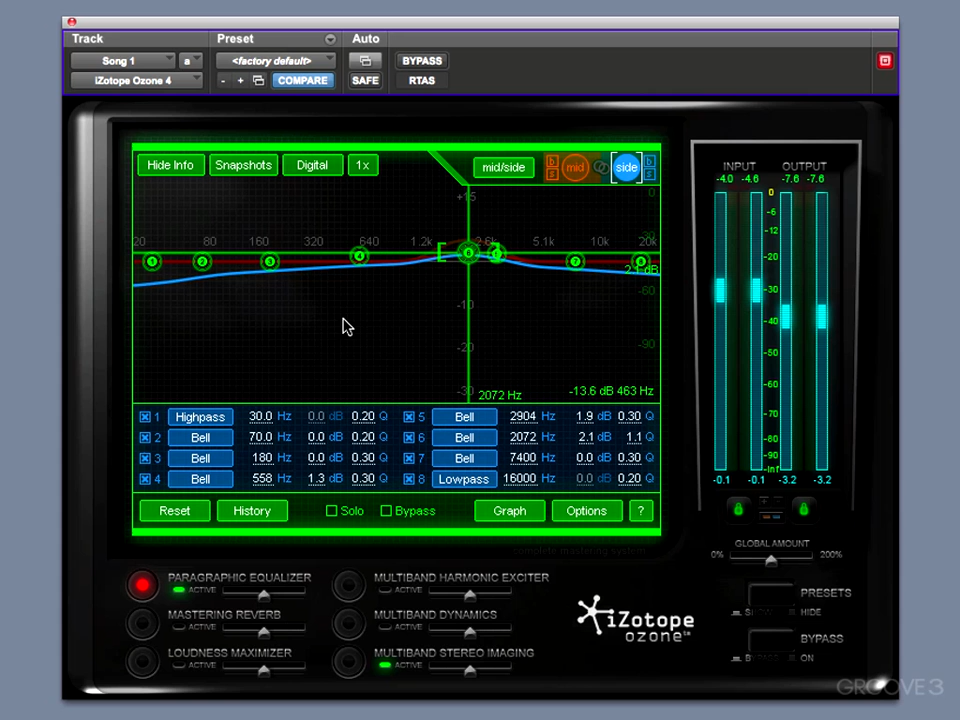 Track Preset Auto
Song 1 a <factory default> BYPASS
iZotope Ozone 4 - + COMPARE SAFE RTAS
Hide Info Snapshots Digital 1x mid/side b s mid side b s
INPUT OUTPUT
-4.0 -4.6 -7.6 -7.6
+15 0
20 80 160 320 640 1.2k 2.6k 5.1k 10k 20k
1 2 3 4 7 8
2.1 dB
-60
-10
-20 -90
-30
2072 Hz -13.6 dB 463 Hz
0
-6
-12
-20
-30
-40
-50
-60
-70
-80
-90
-Inf
-0.1 -0.1 -3.2 -3.2
1 Highpass 30.0 Hz 0.0 dB 0.20 Q 5 Bell 2904 Hz 1.9 dB 0.30 Q
2 Bell 70.0 Hz 0.0 dB 0.20 Q 6 Bell 2072 Hz 2.1 dB 1.1 Q
3 Bell 180 Hz 0.0 dB 0.30 Q 7 Bell 7400 Hz 0.0 dB 0.30 Q
4 Bell 558 Hz 1.3 dB 0.30 Q 8 Lowpass 16000 Hz 0.0 dB 0.20 Q
Reset History Solo Bypass Graph Options ?
complete mastering system
GLOBAL AMOUNT
0% 200%
PARAGRAPHIC EQUALIZER MULTIBAND HARMONIC EXCITER
ACTIVE ACTIVE
MASTERING REVERB MULTIBAND DYNAMICS
ACTIVE ACTIVE
LOUDNESS MAXIMIZER MULTIBAND STEREO IMAGING
ACTIVE ACTIVE
iZotope
ozone
PRESETS
HIDE
BYPASS
ON
GROOVE 3